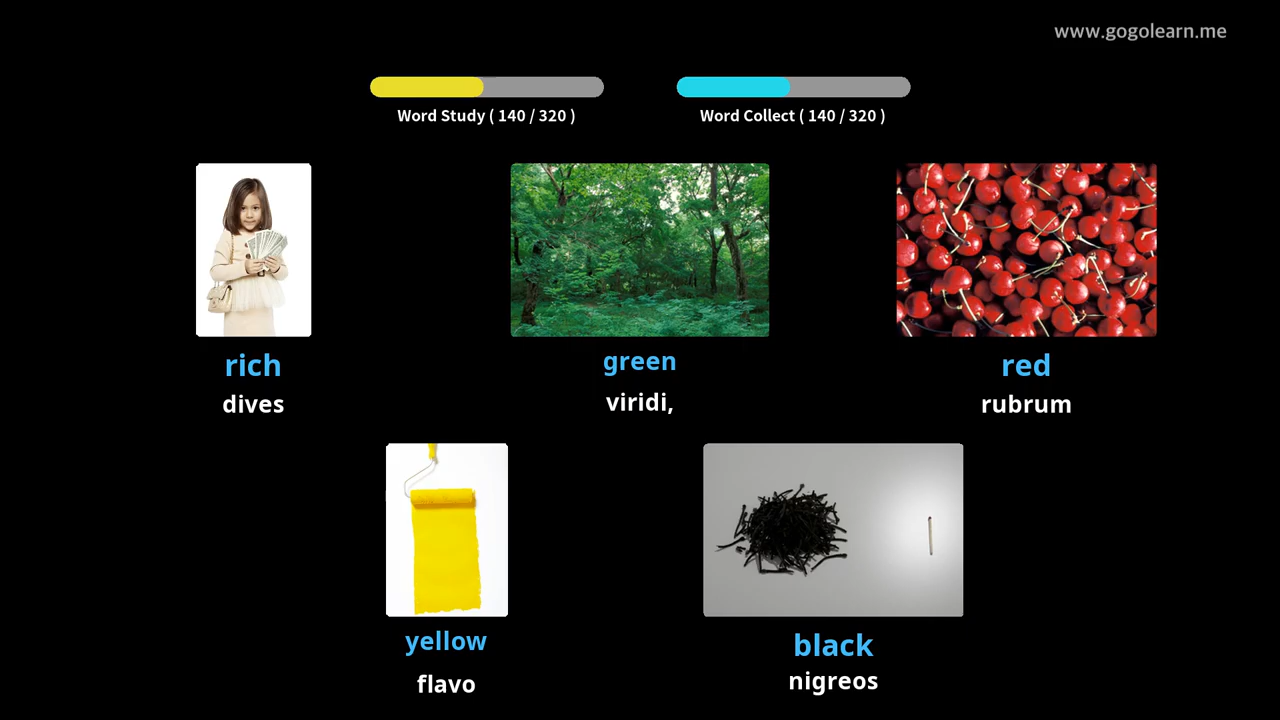 www.gogolearn.me
Word Study ( 140 / 320 )
Word Collect ( 140 / 320 )
rich
dives
green
viridi,
red
rubrum
yellow
flavo
black
nigreos